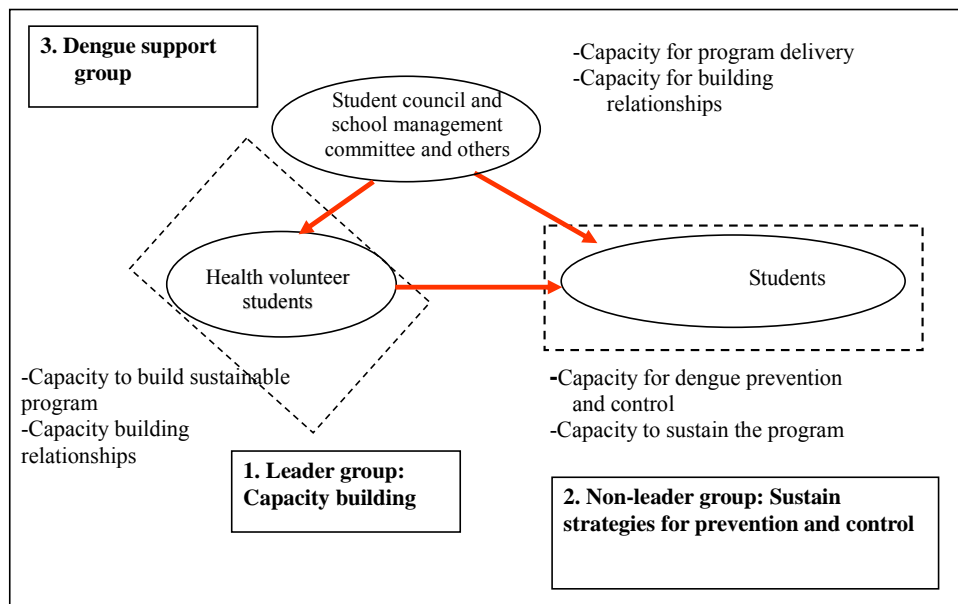 3. Dengue support
group
-Capacity for program delivery
-Capacity for building
relationships
Student council and
school management
committee and others
Health volunteer
students
Students
-Capacity to build sustainable
program
-Capacity building
relationships
-Capacity for dengue prevention
and control
-Capacity to sustain the program
1. Leader group:
Capacity building
2. Non-leader group: Sustain
strategies for prevention and control